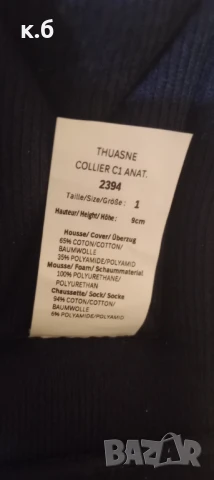 к.б
THUASNE
COLLIER C1 ANAT.
2394
Taille/Size/Größe : 1
Hauteur/Height/Höhe : 9cm
Housse/ Cover/ Überzug
65% COTON/COTTON/
BAUMWOLLE
35% POLYAMIDE/POLYAMID
Mousse/ Foam/ Schaummaterial
100% POLYURETHANE/
POLYURETHAN
Chaussette/ Sock/ Socke
94% COTON/COTTON/
BAUMWOLLE
6% POLYAMIDE/ POLYAMID
BAZAR